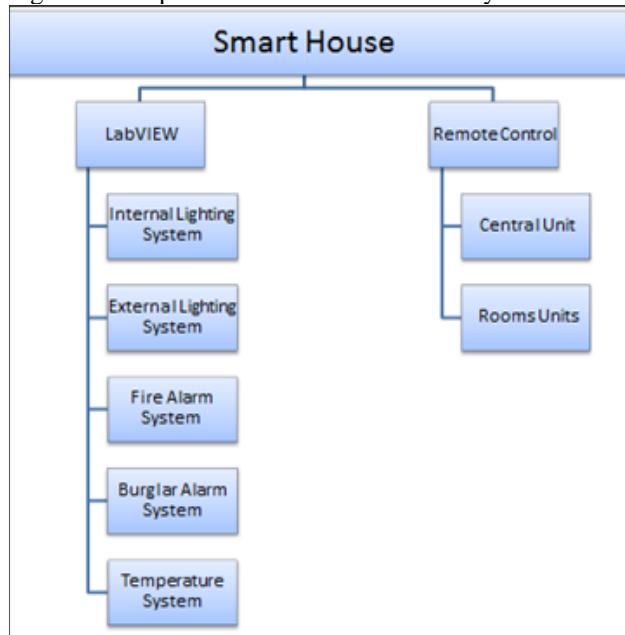 Smart House
LabVIEW
Remote Control
Internal Lighting
System
Central Unit
External Lighting
System
Rooms Units
Fire Alarm
System
Burglar Alarm
System
Temperature
System